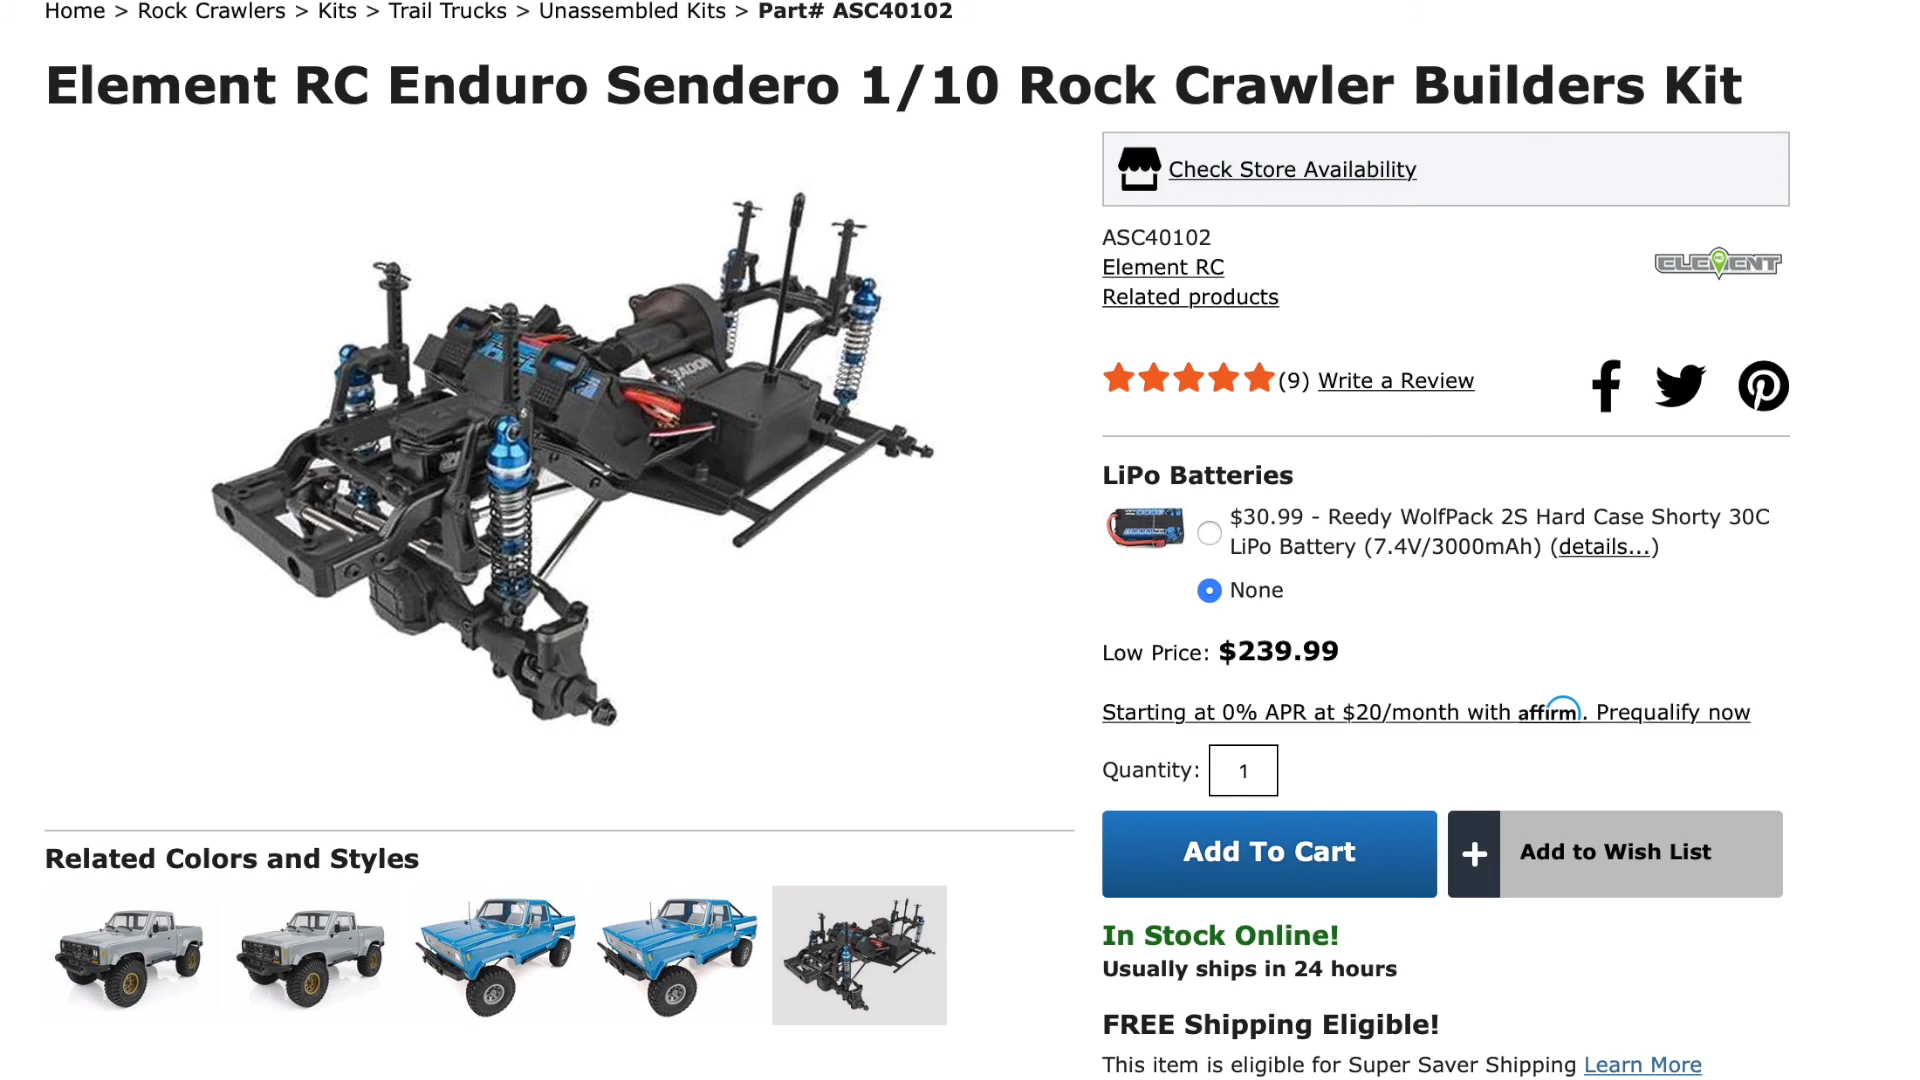 Home > Rock Crawlers > Kits > Trail Trucks > Unassembled Kits > Part# ASC40102
Element RC Enduro Sendero 1/10 Rock Crawler Builders Kit
Check Store Availability
ASC40102
Element RC
ELEMENT
Related products
(9) Write a Review
LiPo Batteries
$30.99 - Reedy WolfPack 2S Hard Case Shorty 30C
LiPo Battery (7.4V/3000mAh) (details...)
None
Low Price: $239.99
Starting at 0% APR at $20/month with affirm. Prequalify now
Quantity: 1
Add To Cart
+ Add to Wish List
In Stock Online!
Usually ships in 24 hours
FREE Shipping Eligible!
This item is eligible for Super Saver Shipping Learn More
Related Colors and Styles